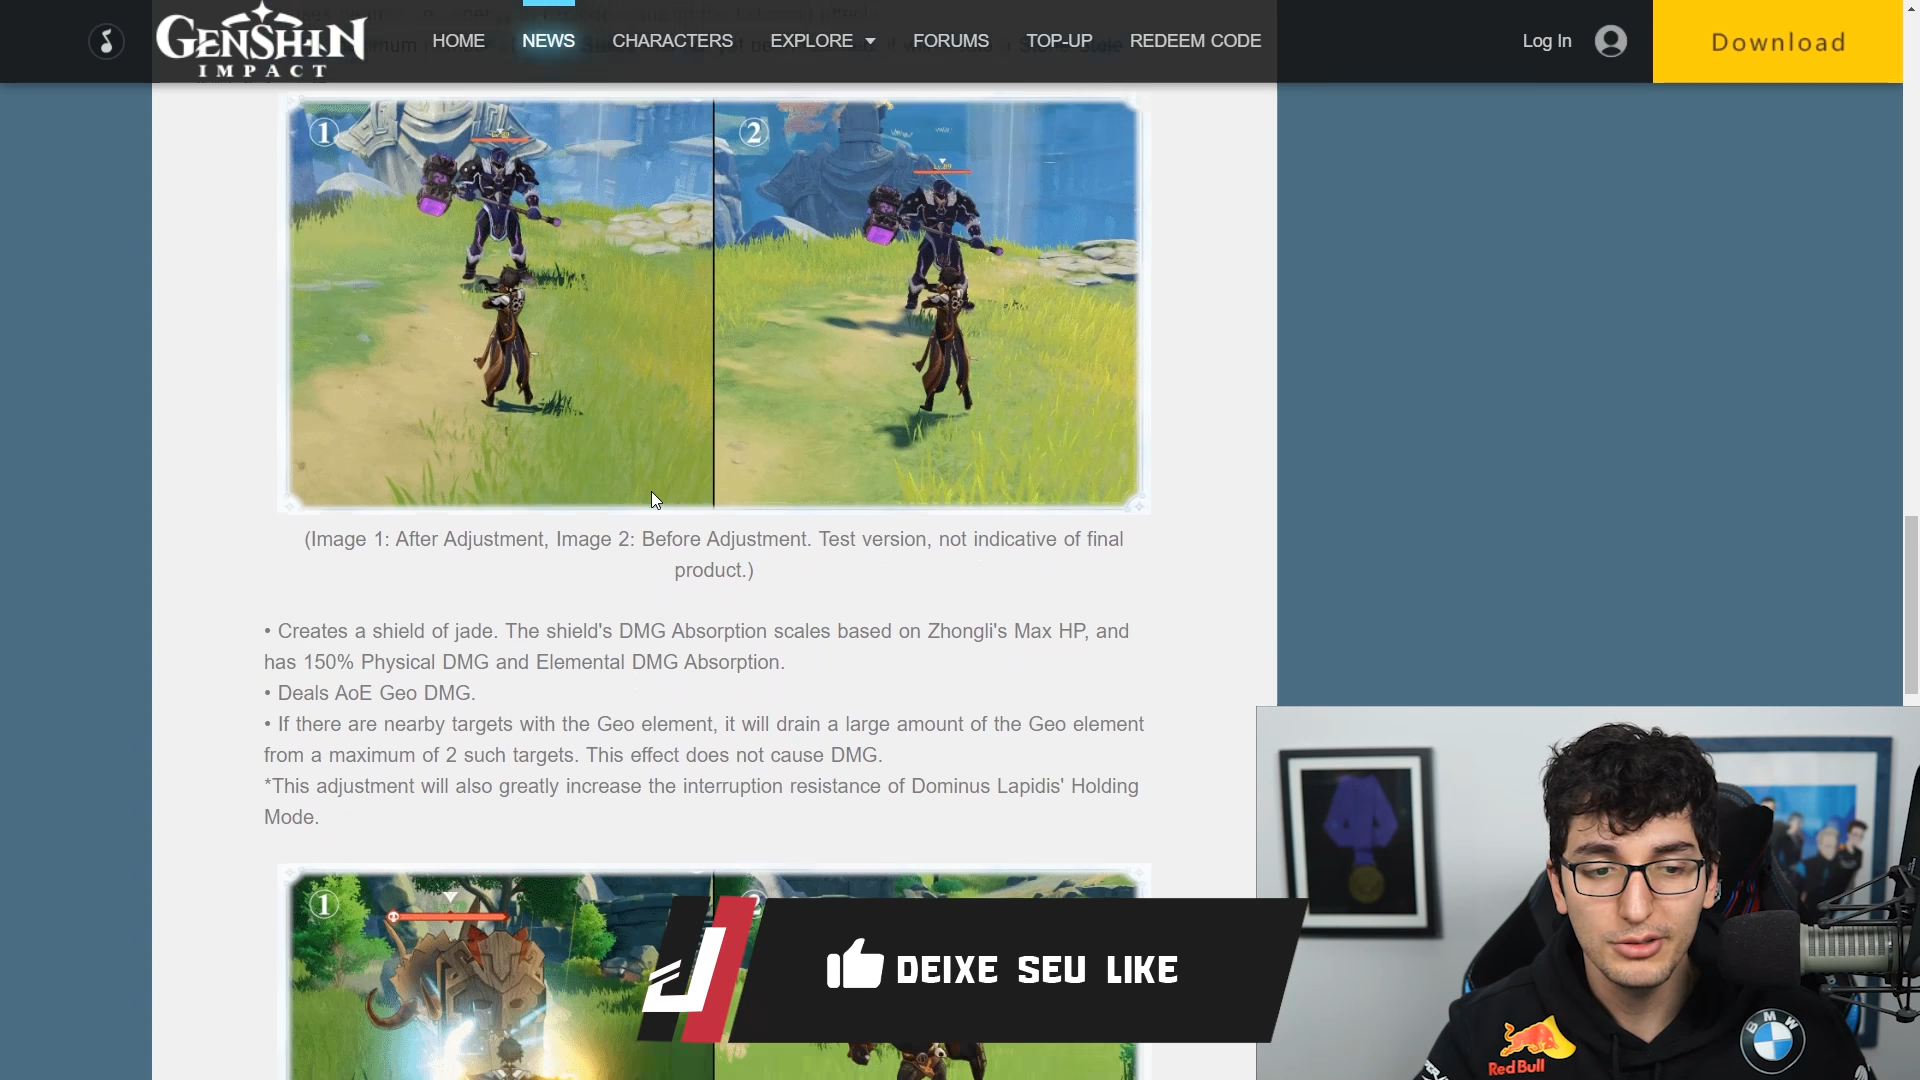 GENSHIN
IMPACT
HOME
NEWS
CHARACTERS
EXPLORE
FORUMS
TOP-UP
REDEEM CODE
Log In
Download
1
2
(Image 1: After Adjustment, Image 2: Before Adjustment. Test version, not indicative of final
product.)
• Creates a shield of jade. The shield's DMG Absorption scales based on Zhongli's Max HP, and
has 150% Physical DMG and Elemental DMG Absorption.
• Deals AoE Geo DMG.
• If there are nearby targets with the Geo element, it will drain a large amount of the Geo element
from a maximum of 2 such targets. This effect does not cause DMG.
*This adjustment will also greatly increase the interruption resistance of Dominus Lapidis' Holding
Mode.
1
2
DEIXE SEU LIKE
Red Bull
BMW